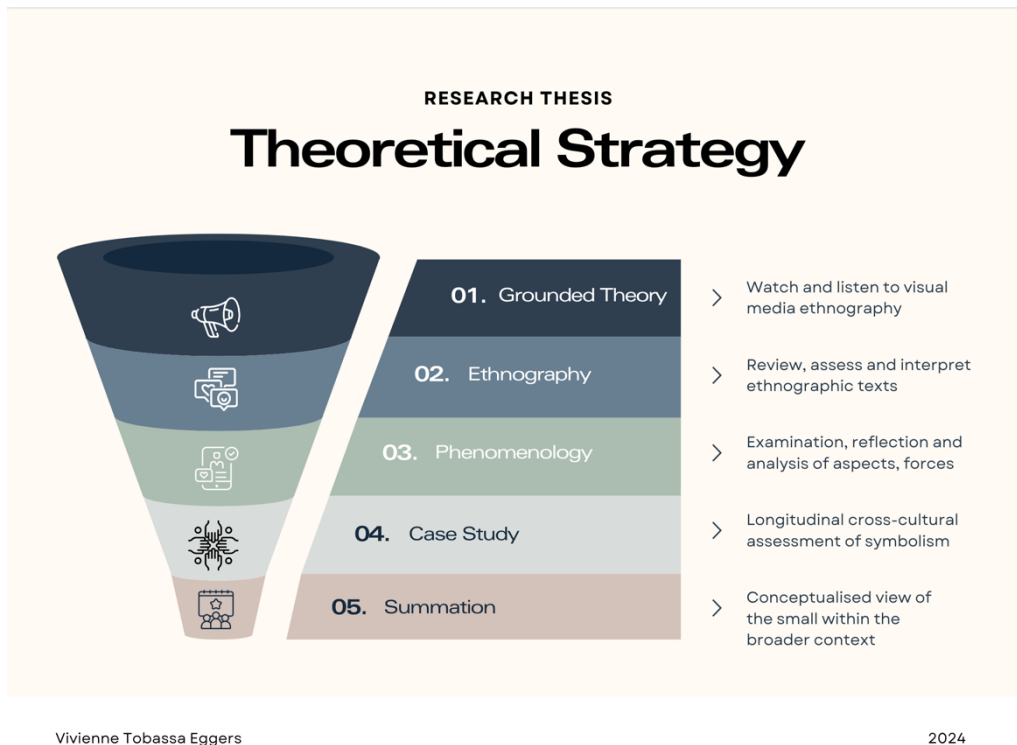 RESEARCH THESIS
Theoretical Strategy
01. Grounded Theory
Watch and listen to visual
media ethnography
02. Ethnography
Review, assess and interpret
ethnographic texts
03. Phenomenology
Examination, reflection and
analysis of aspects, forces
04. Case Study
Longitudinal cross-cultural
assessment of symbolism
05. Summation
Conceptualised view of
the small within the
broader context
Vivienne Tobassa Eggers
2024